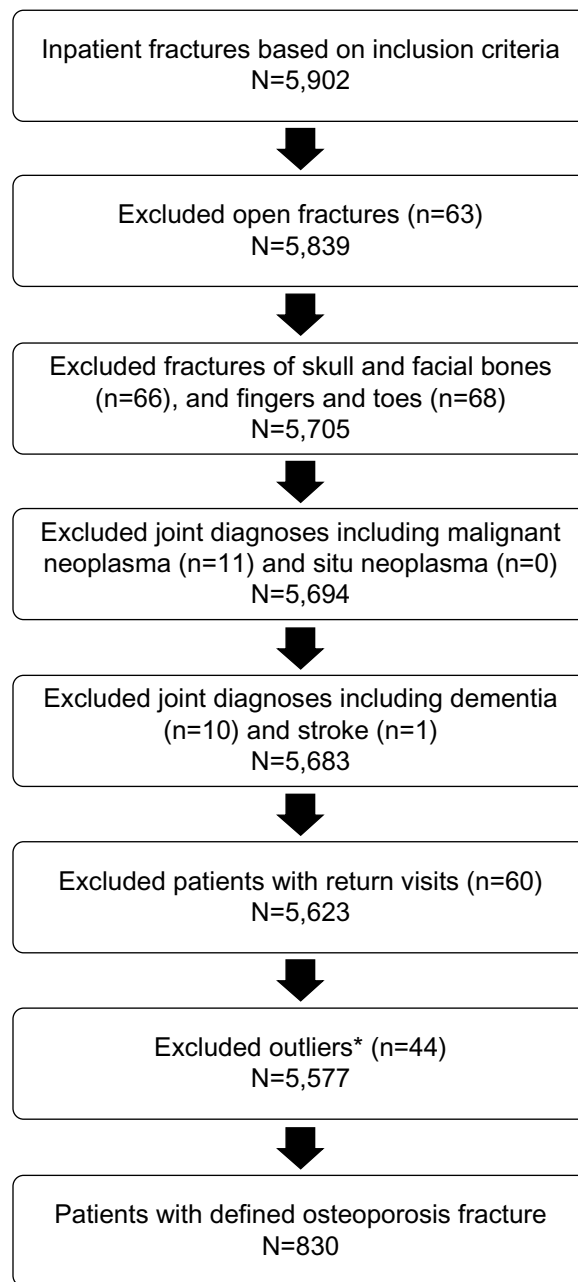 Inpatient fractures based on inclusion criteria
N=5,902
Excluded open fractures (n=63)
N=5,839
Excluded fractures of skull and facial bones
(n=66), and fingers and toes (n=68)
N=5,705
Excluded joint diagnoses including malignant
neoplasma (n=11) and situ neoplasma (n=0)
N=5,694
Excluded joint diagnoses including dementia
(n=10) and stroke (n=1)
N=5,683
Excluded patients with return visits (n=60)
N=5,623
Excluded outliers* (n=44)
N=5,577
Patients with defined osteoporosis fracture
N=830